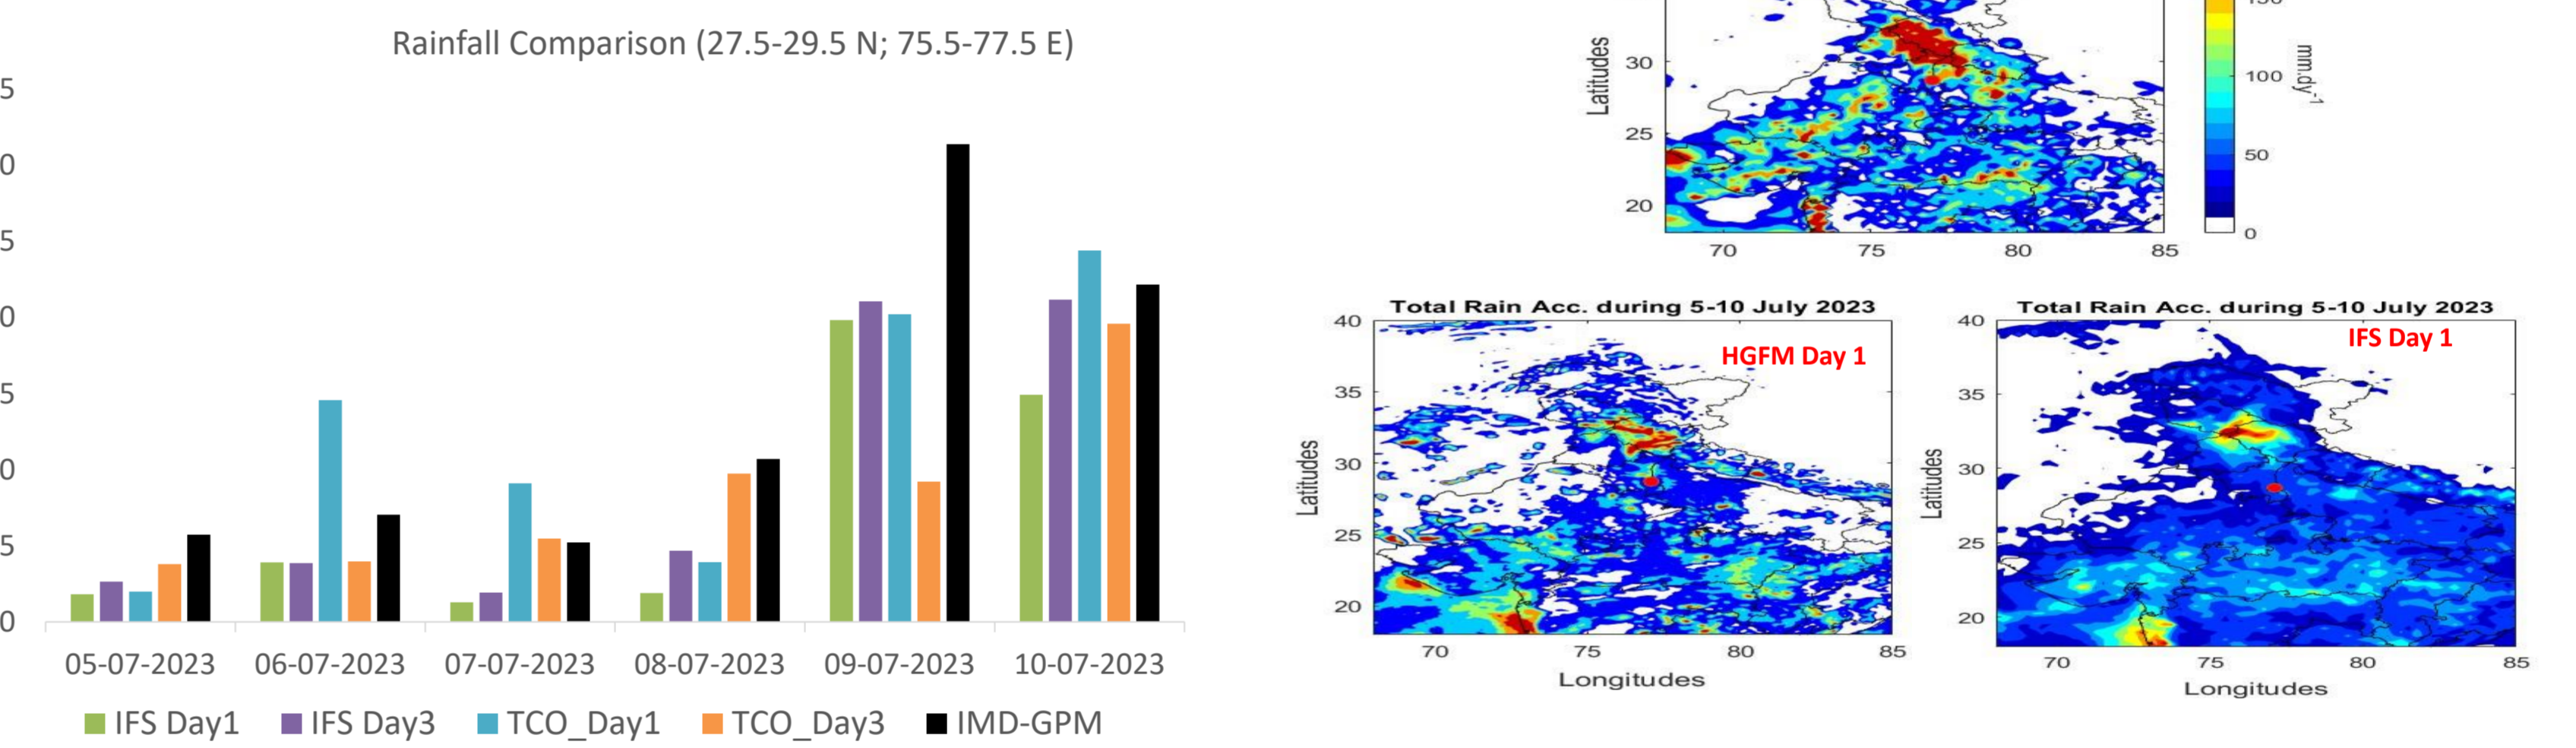 Rainfall Comparison (27.5-29.5 N; 75.5-77.5 E)
5
0
5
0
5
0
5
0
05-07-2023 06-07-2023 07-07-2023 08-07-2023 09-07-2023 10-07-2023
IFS Day1 IFS Day3 TCO_Day1 TCO_Day3 IMD-GPM
Latitudes
30
25
20
70 75 80 85
100
50
0
mm.dy-1
Total Rain Acc. during 5-10 July 2023
HGFM Day 1
Latitudes
40
35
30
25
20
70 75 80 85
Longitudes
Total Rain Acc. during 5-10 July 2023
IFS Day 1
Latitudes
40
35
30
25
20
70 75 80 85
Longitudes